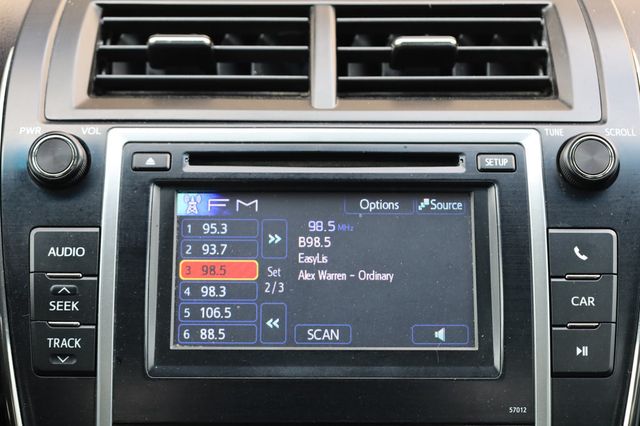 PWR VOL
TUNE SCROLL
SETUP
FM Options Source
1 95.3
2 93.7
3 98.5
4 98.3
5 106.5
6 88.5
Set
2/3
98.5 MHz
B98.5
EasyLis
Alex Warren - Ordinary
SCAN
AUDIO
SEEK
TRACK
CAR
57012